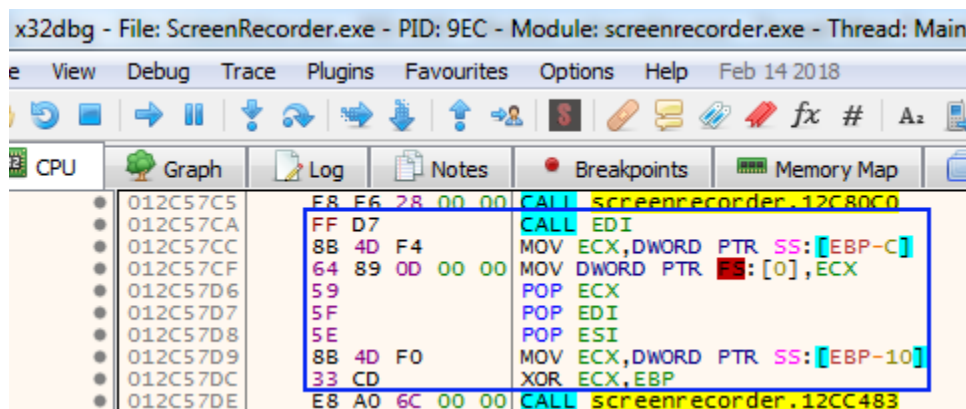 x32dbg - File: ScreenRecorder.exe - PID: 9EC - Module: screenrecorder.exe - Thread: Main
e View Debug Trace Plugins Favourites Options Help Feb 14 2018
S fx # A₂
CPU Graph Log Notes Breakpoints Memory Map
012C57C5 E8 F6 28 00 00 CALL screenrecorder.12C80C0
012C57CA FF D7 CALL EDI
012C57CC 8B 4D F4 MOV ECX,DWORD PTR SS:[EBP-C]
012C57CF 64 89 0D 00 00 MOV DWORD PTR FS:[0],ECX
012C57D6 59 POP ECX
012C57D7 5F POP EDI
012C57D8 5E POP ESI
012C57D9 8B 4D F0 MOV ECX,DWORD PTR SS:[EBP-10]
012C57DC 33 CD XOR ECX,EBP
012C57DE E8 A0 6C 00 00 CALL screenrecorder.12CC483